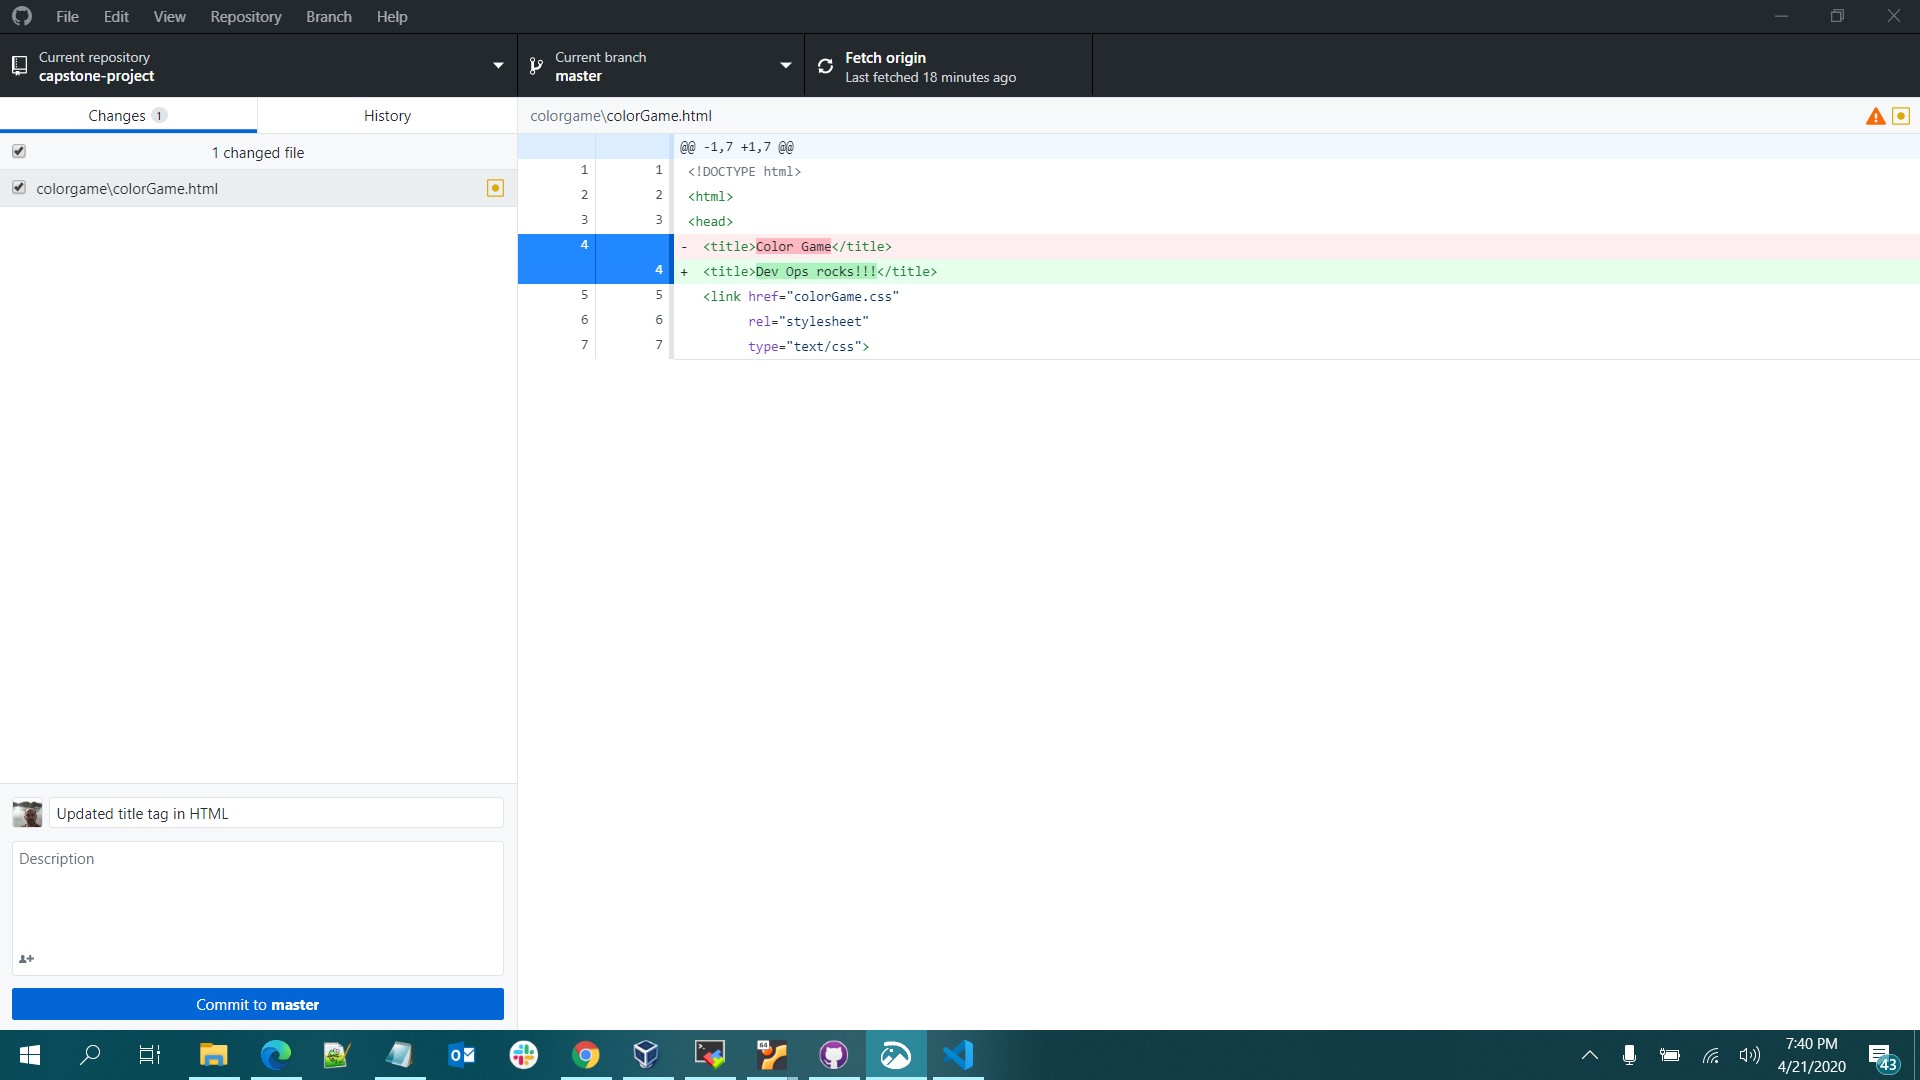 File Edit View Repository Branch Help
Current repository
capstone-project
Current branch
master
Fetch origin
Last fetched 18 minutes ago
Changes 1
History
1 changed file
colorgame\colorGame.html
colorgame\colorGame.html
@@ -1,7 +1,7 @@
1 1 <!DOCTYPE html>
2 2 <html>
3 3 <head>
4 - <title>Color Game</title>
4 + <title>Dev Ops rocks!!!</title>
5 5 <link href="colorGame.css"
6 6 rel="stylesheet"
7 7 type="text/css">
Updated title tag in HTML
Description
Commit to master
64
7:40 PM
4/21/2020
43